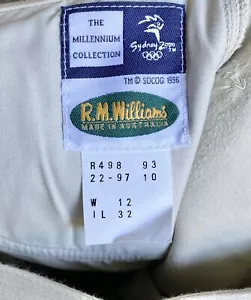 THE
MILLENNIUM
COLLECTION
Sydney 2000
TM
TM © SOCOG 1996
R.M.Williams
MADE IN AUSTRALIA
R498 93
22-97 10
W 12
IL 32